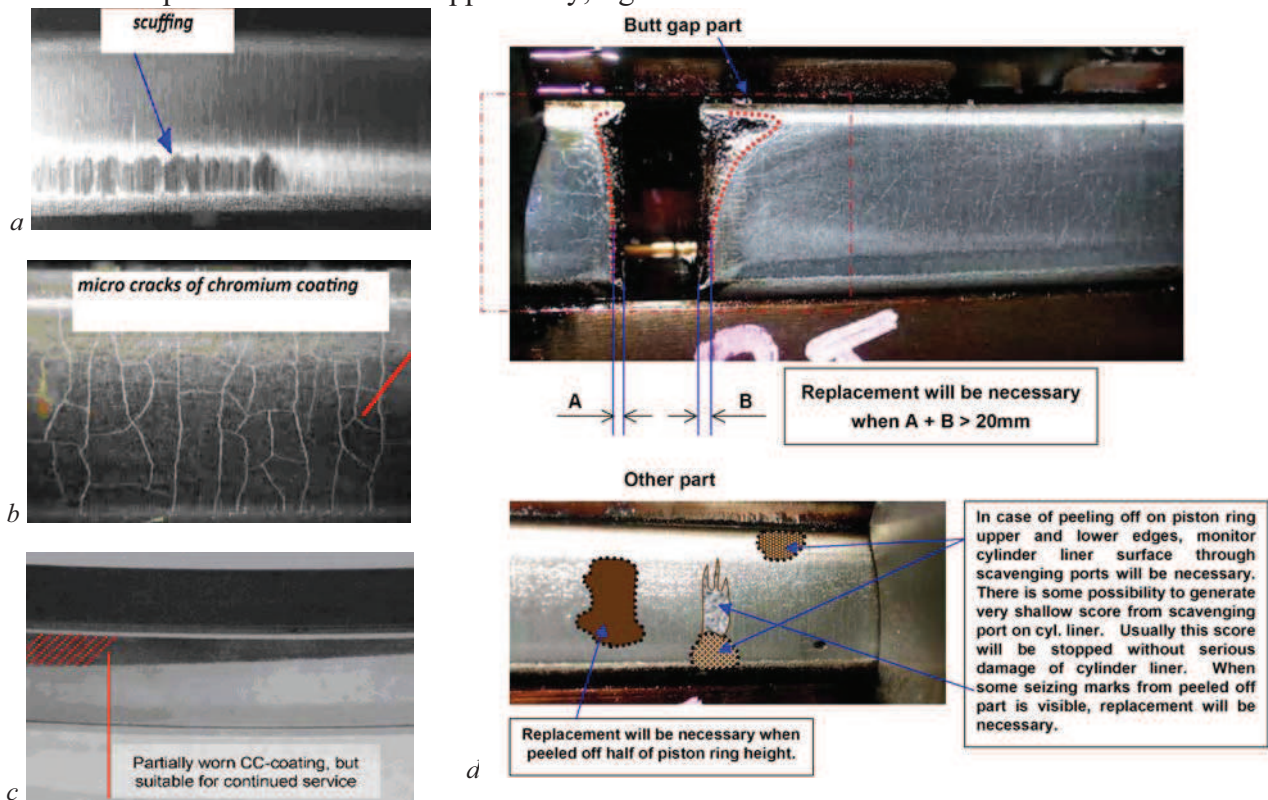 scuffing
a
micro cracks of chromium coating
b
Partially worn CC-coating, but
suitable for continued service
c
Butt gap part
A
B
Replacement will be necessary
when A + B > 20mm
Other part
In case of peeling off on piston ring
upper and lower edges, monitor
cylinder liner surface through
scavenging ports will be necessary.
There is some possibility to generate
very shallow score from scavenging
port on cyl. liner. Usually this score
will be stopped without serious
damage of cylinder liner. When
some seizing marks from peeled off
part is visible, replacement will be
necessary.
Replacement will be necessary when
peeled off half of piston ring height.
d